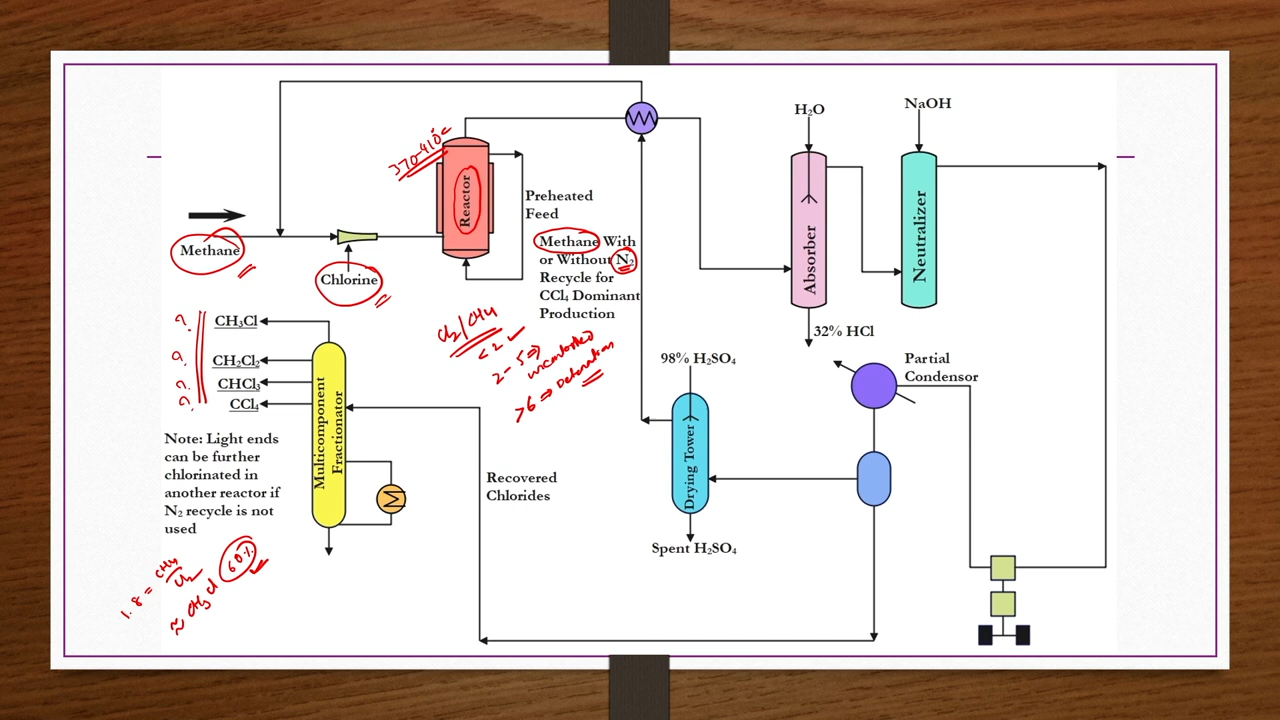 H₂O
NaOH
370-410°C
Reactor
Preheated
Feed
Absorber
Neutralizer
Methane
Chlorine
Methane With
or Without N₂
Recycle for
CCl₄ Dominant
Production
Cl₂/CH₄
< 2 ✓
2 - 5 ⇒
uncontrolled
>6 ⇒ Detonation
32% HCl
98% H₂SO₄
Partial
Condensor
?
CH₃Cl
?
CH₂Cl₂
?
CHCl₃
?
CCl₄
Multicomponent
Fractionator
Drying Tower
Note: Light ends
can be further
chlorinated in
another reactor if
N₂ recycle is not
used
Recovered
Chlorides
Spent H₂SO₄
1.8 = CH₄/Cl₂
≈ CH₃Cl 60%